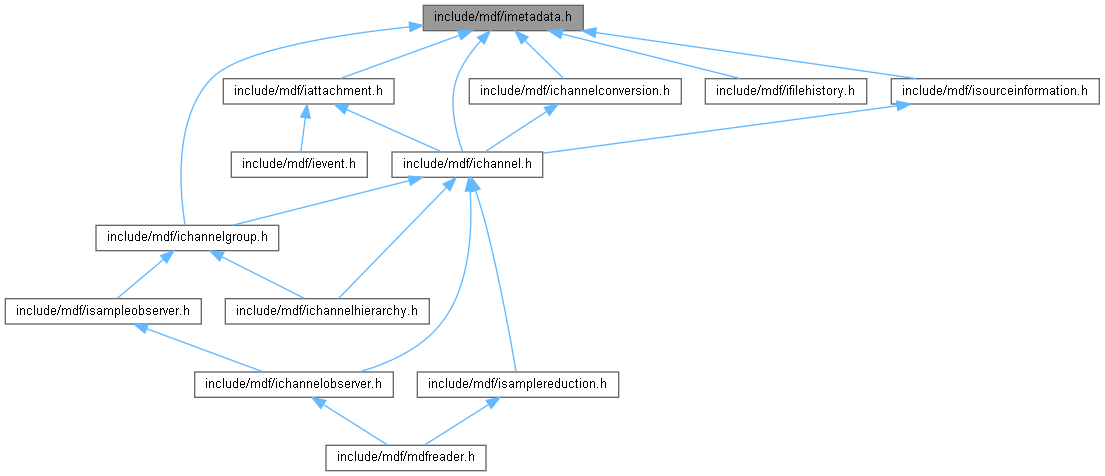 include/mdf/imetadata.h
include/mdf/iattachment.h
include/mdf/ichannelconversion.h
include/mdf/ifilehistory.h
include/mdf/isourceinformation.h
include/mdf/ievent.h
include/mdf/ichannel.h
include/mdf/ichannelgroup.h
include/mdf/isampleobserver.h
include/mdf/ichannelhierarchy.h
include/mdf/ichannelobserver.h
include/mdf/isamplereduction.h
include/mdf/mdfreader.h